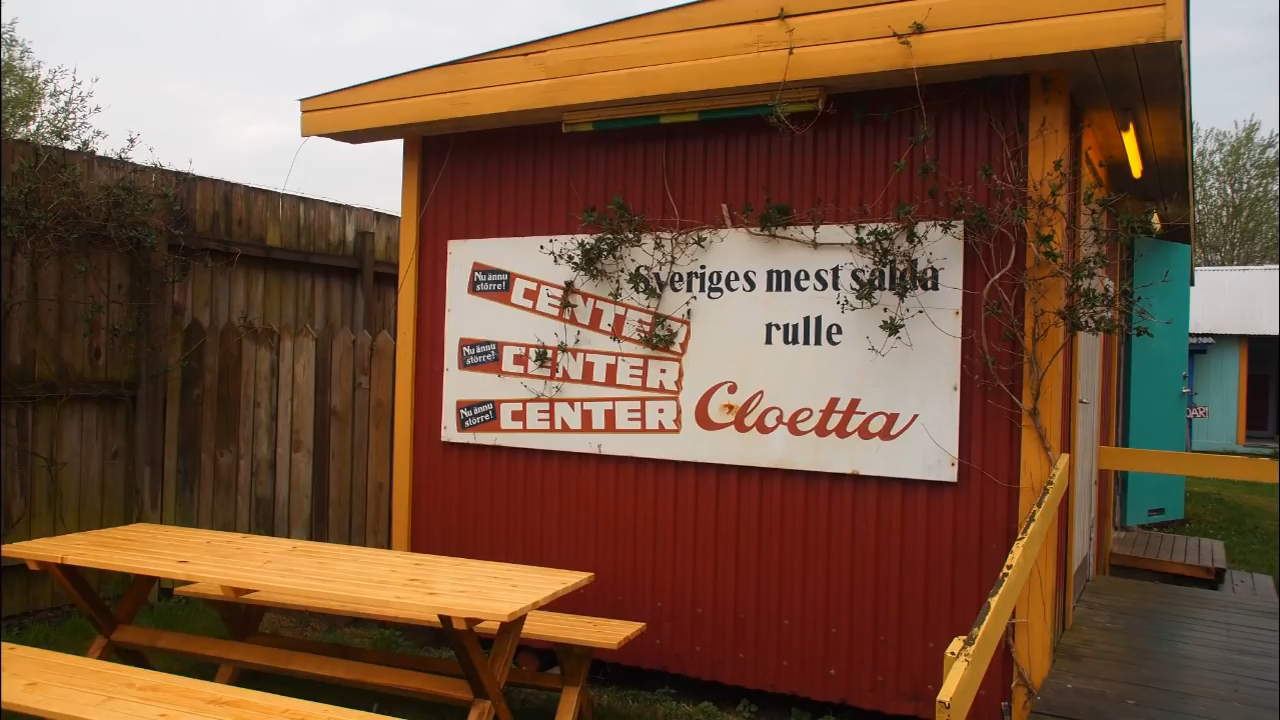 Nu ännu
större!
CENTER
Nu ännu
större!
CENTER
Nu ännu
större!
CENTER
Sveriges mest sålda
rulle
Cloetta